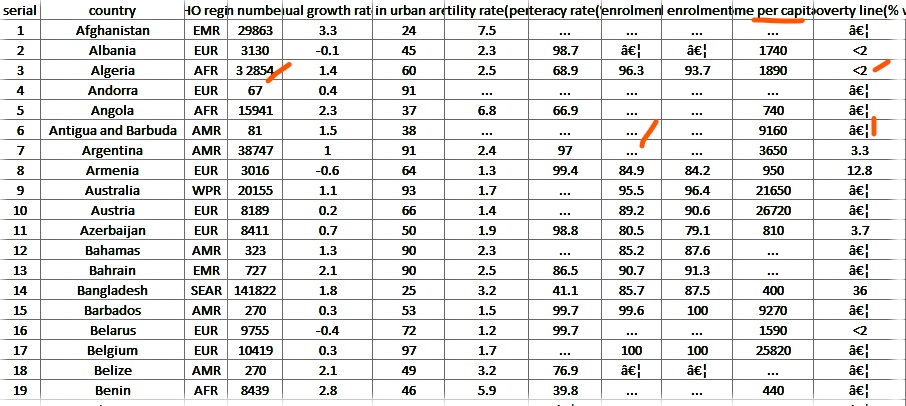 serial country HO regi n numbe ual growth rat in urban are tility rate(per teracy rate( enrolmen enrolment me per capita overty line(% w
1 Afghanistan EMR 29863 3.3 24 7.5 ... ... ... ... â€¦
2 Albania EUR 3130 -0.1 45 2.3 98.7 â€¦ â€¦ 1740 <2
3 Algeria AFR 3 2854 1.4 60 2.5 68.9 96.3 93.7 1890 <2
4 Andorra EUR 67 0.4 91 ... ... ... ... ... â€¦
5 Angola AFR 15941 2.3 37 6.8 66.9 ... ... 740 â€¦
6 Antigua and Barbuda AMR 81 1.5 38 ... ... ... ... 9160 â€¦
7 Argentina AMR 38747 1 91 2.4 97 ... ... 3650 3.3
8 Armenia EUR 3016 -0.6 64 1.3 99.4 84.9 84.2 950 12.8
9 Australia WPR 20155 1.1 93 1.7 ... 95.5 96.4 21650 â€¦
10 Austria EUR 8189 0.2 66 1.4 ... 89.2 90.6 26720 â€¦
11 Azerbaijan EUR 8411 0.7 50 1.9 98.8 80.5 79.1 810 3.7
12 Bahamas AMR 323 1.3 90 2.3 ... 85.2 87.6 ... â€¦
13 Bahrain EMR 727 2.1 90 2.5 86.5 90.7 91.3 ... â€¦
14 Bangladesh SEAR 141822 1.8 25 3.2 41.1 85.7 87.5 400 36
15 Barbados AMR 270 0.3 53 1.5 99.7 99.6 100 9270 â€¦
16 Belarus EUR 9755 -0.4 72 1.2 99.7 ... ... 1590 <2
17 Belgium EUR 10419 0.3 97 1.7 ... 100 100 25820 â€¦
18 Belize AMR 270 2.1 49 3.2 76.9 â€¦ â€¦ ... â€¦
19 Benin AFR 8439 2.8 46 5.9 39.8 ... ... 440 â€¦